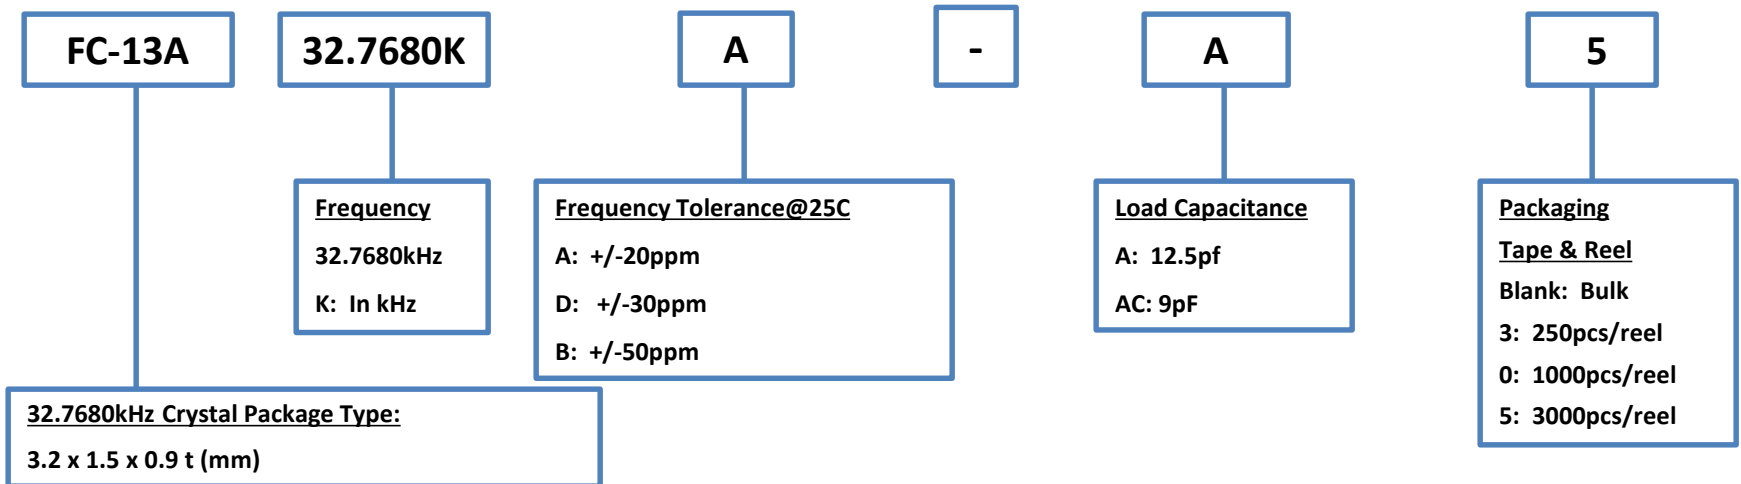 FC-13A 32.7680K A - A 5
Frequency
32.7680kHz
K: In kHz
Frequency Tolerance@25C
A: +/-20ppm
D: +/-30ppm
B: +/-50ppm
Load Capacitance
A: 12.5pf
AC: 9pF
Packaging
Tape & Reel
Blank: Bulk
3: 250pcs/reel
0: 1000pcs/reel
5: 3000pcs/reel
32.7680kHz Crystal Package Type:
3.2 x 1.5 x 0.9 t (mm)